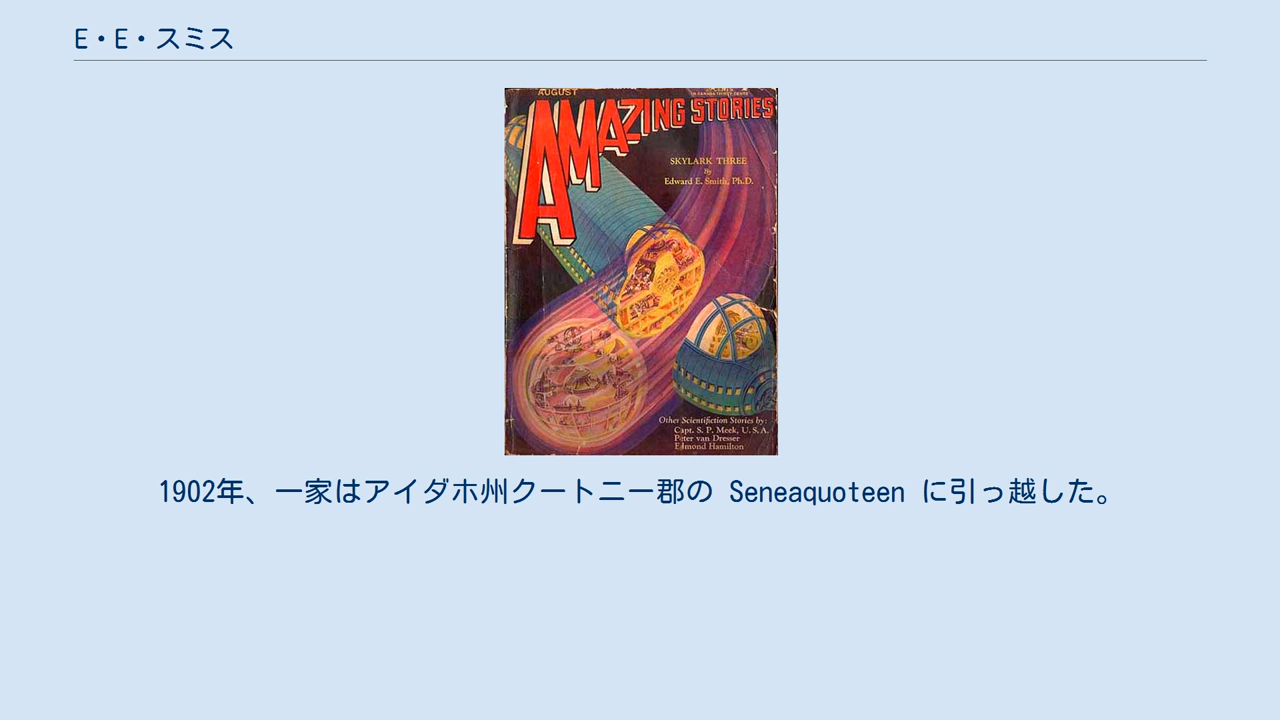 E・E・スミス
AUGUST
AMAZING STORIES
SKYLARK THREE
By
Edward E. Smith, Ph.D.
Other Scientifiction Stories by:
Capt. S. P. Meek, U. S. A.
Peter van Dresser
Edmond Hamilton
1902年、一家はアイダホ州クートニー郡の Seneaquoteen に引っ越した。